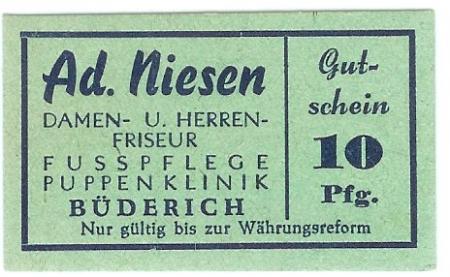 Ad. Niesen
DAMEN- U. HERREN-
FRISEUR
FUSSPFLEGE
PUPPENKLINIK
BÜDERICH
Gut-
schein
10
Pfg.
Nur gültig bis zur Währungsreform